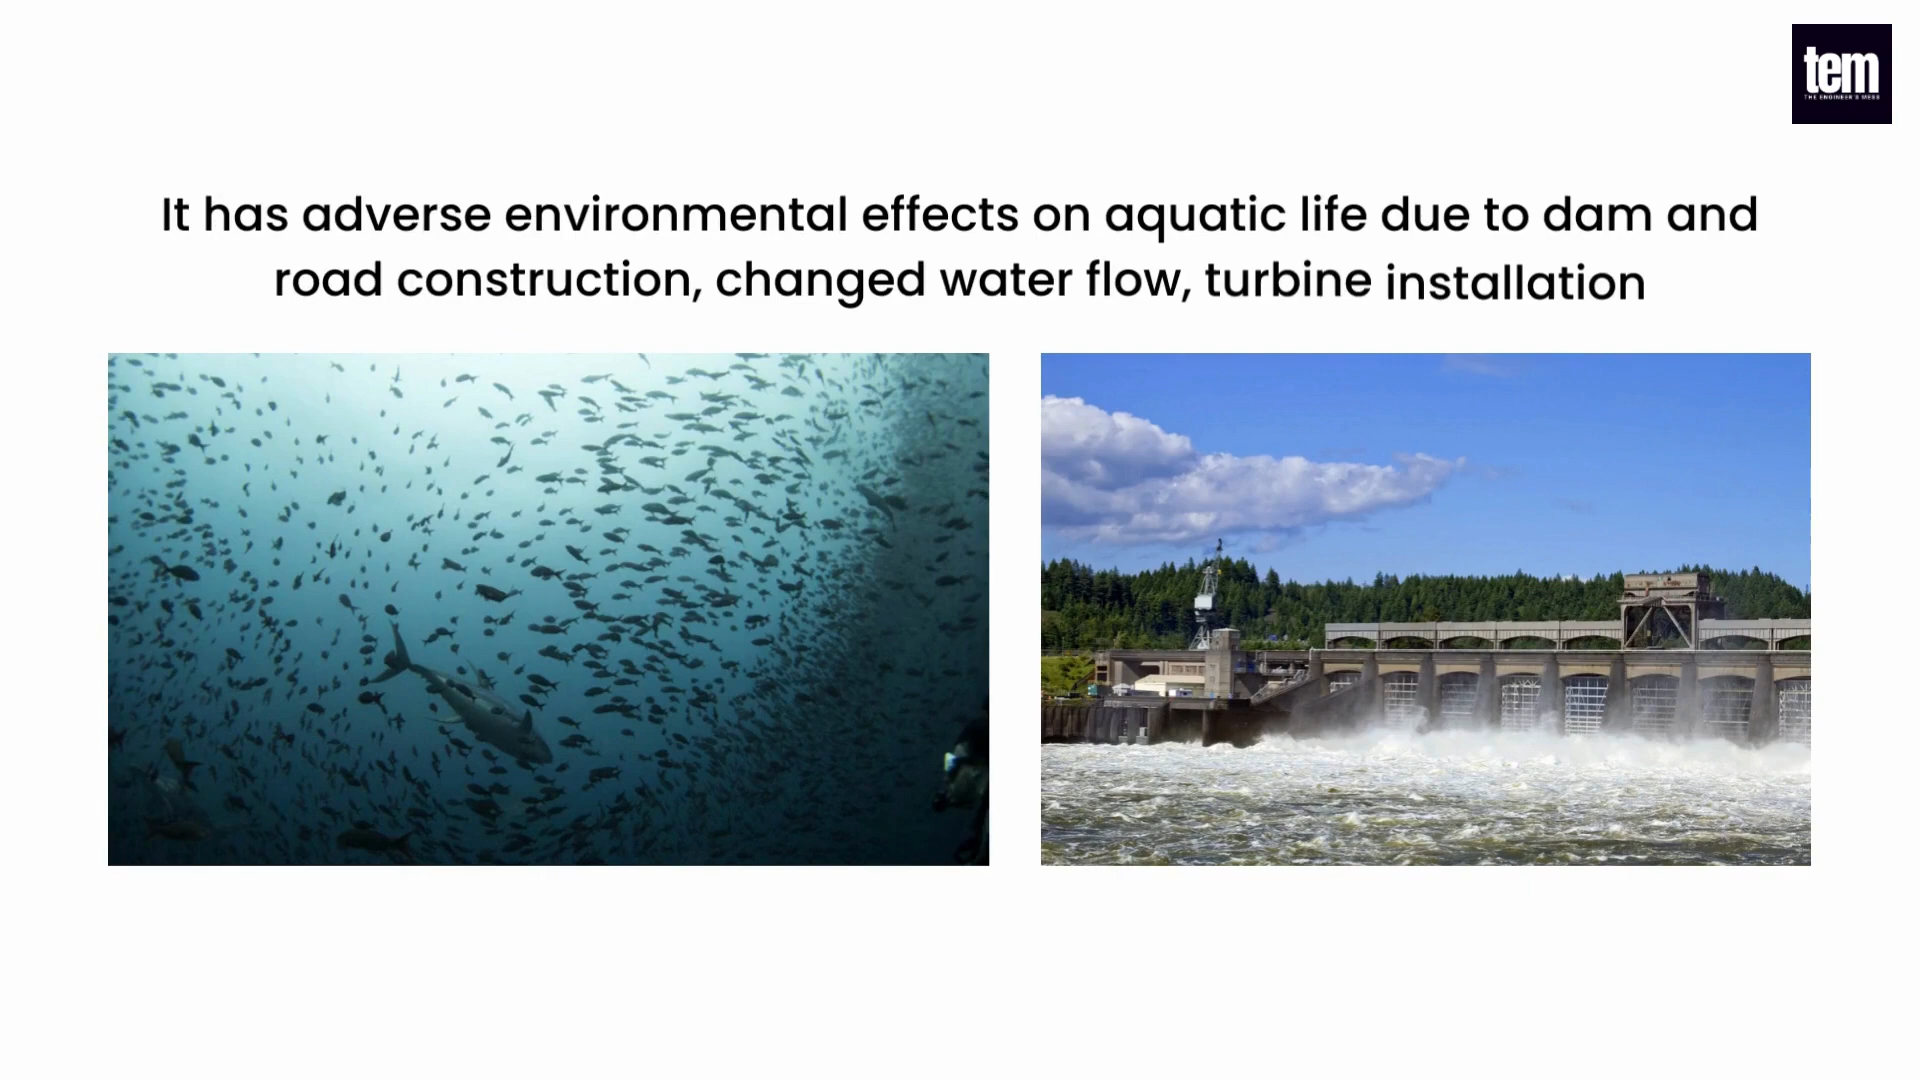 tem
THE ENGINEER'S MESS
It has adverse environmental effects on aquatic life due to dam and
road construction, changed water flow, turbine installation